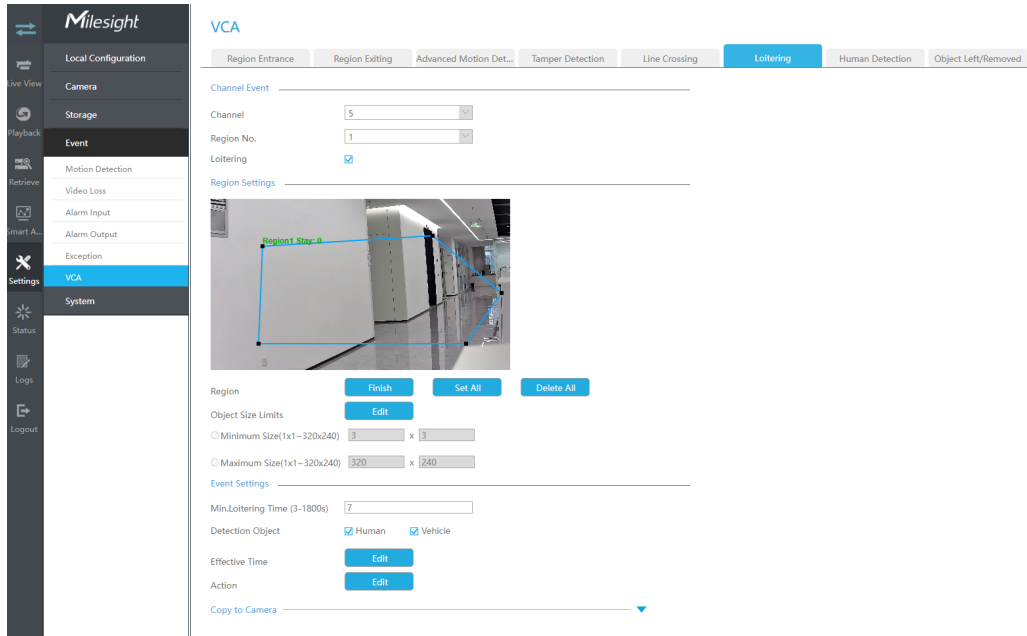 Milesight
Live View
Playback
Retrieve
Smart A...
Settings
Status
Logs
Logout
Local Configuration
Camera
Storage
Event
Motion Detection
Video Loss
Alarm Input
Alarm Output
Exception
VCA
System
VCA
Region Entrance Region Exiting Advanced Motion Det... Tamper Detection Line Crossing Loitering Human Detection Object Left/Removed
Channel Event
Channel 5
Region No. 1
Loitering
Region Settings
Region1 Stay: 0
5
Region Finish Set All Delete All
Object Size Limits Edit
Minimum Size(1x1~320x240) 3 x 3
Maximum Size(1x1~320x240) 320 x 240
Event Settings
Min.Loitering Time (3-1800s) 7
Detection Object Human Vehicle
Effective Time Edit
Action Edit
Copy to Camera